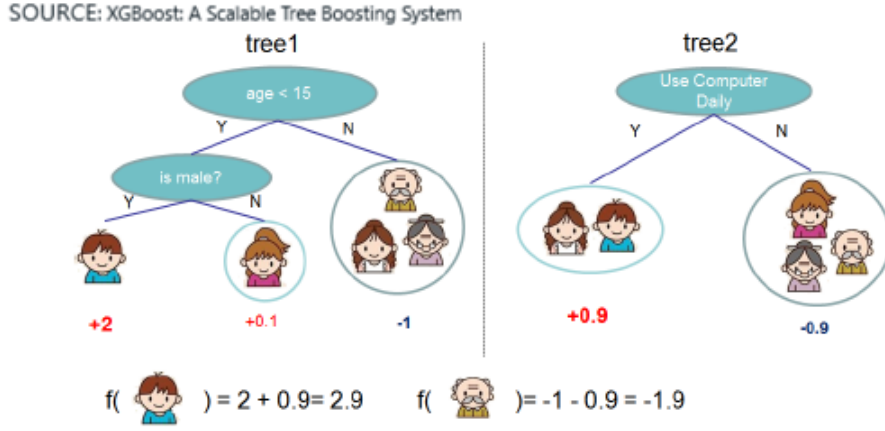 SOURCE: XGBoost: A Scalable Tree Boosting System
tree1
age < 15
Y
N
is male?
Y
N
+2
+0.1
-1
tree2
Use Computer
Daily
Y
N
+0.9
-0.9
f( ) = 2 + 0.9= 2.9
f( )= -1 - 0.9 = -1.9